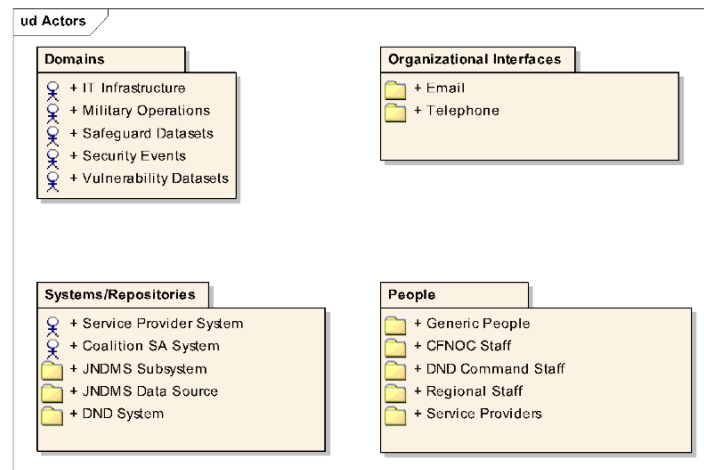 ud Actors
Domains
+ IT Infrastructure
+ Military Operations
+ Safeguard Datasets
+ Security Events
+ Vulnerability Datasets
Organizational Interfaces
+ Email
+ Telephone
Systems/Repositories
+ Service Provider System
+ Coalition SA System
+ JNDMS Subsystem
+ JNDMS Data Source
+ DND System
People
+ Generic People
+ CFNOC Staff
+ DND Command Staff
+ Regional Staff
+ Service Providers